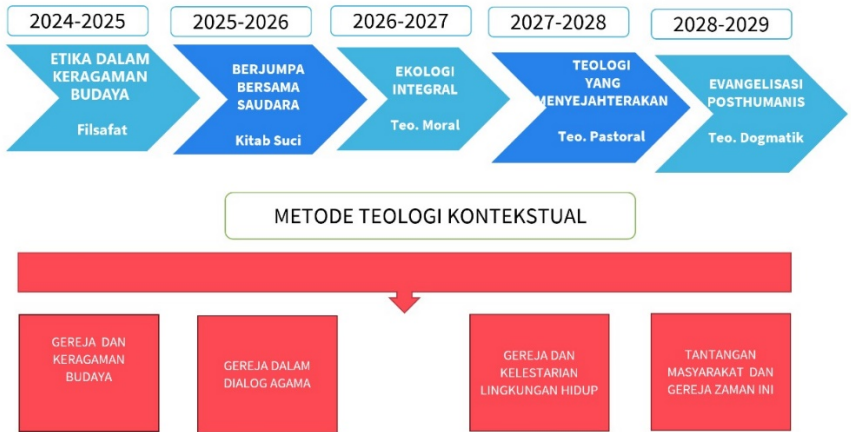 2024-2025
2025-2026
2026-2027
2027-2028
2028-2029
ETIKA DALAM
KERAGAMAN
BUDAYA
Filsafat
BERJUMPA
BERSAMA
SAUDARA
Kitab Suci
EKOLOGI
INTEGRAL
Teo. Moral
TEOLOGI
YANG
MENYEJAHTERAKAN
Teo. Pastoral
EVANGELISASI
POSTHUMANIS
Teo. Dogmatik
METODE TEOLOGI KONTEKSTUAL
GEREJA DAN
KERAGAMAN
BUDAYA
GEREJA DALAM
DIALOG AGAMA
GEREJA DAN
KELESTARIAN
LINGKUNGAN HIDUP
TANTANGAN
MASYARAKAT DAN
GEREJA ZAMAN INI